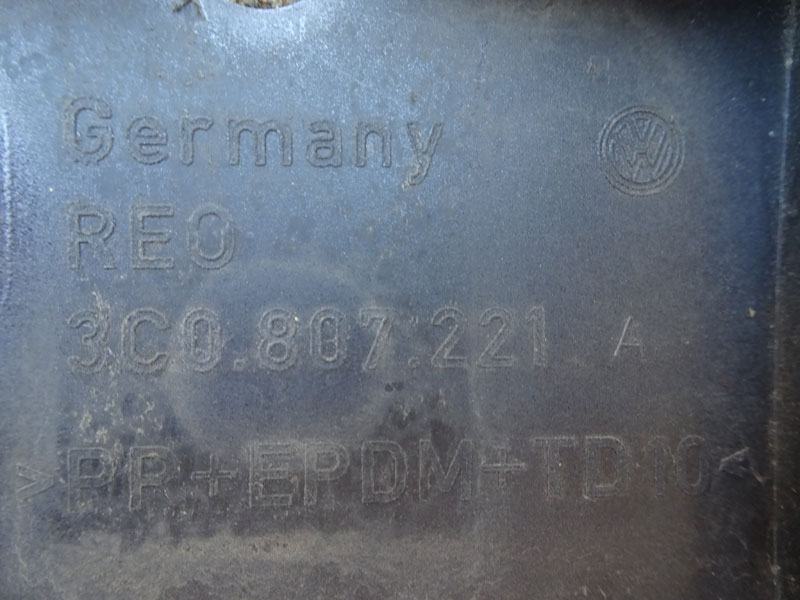 Germany
REO
3C0.807.221 A
>PP+EPDM+TD10<